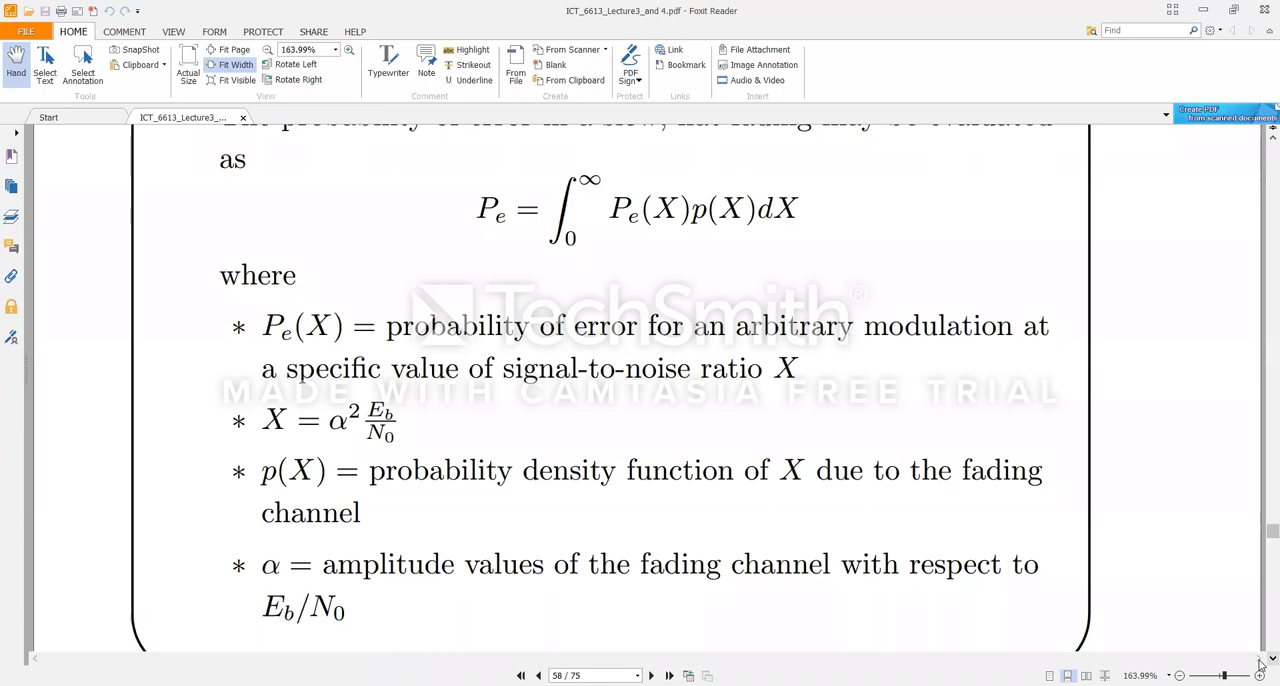 ICT_6613_Lecture3_and 4.pdf - Foxit Reader
FILE HOME COMMENT VIEW FORM PROTECT SHARE HELP
Find
Hand
Select Text
Select Annotation
SnapShot
Clipboard
Tools
Actual Size
Fit Page
Fit Width
Fit Visible
163.99%
Rotate Left
Rotate Right
View
Typewriter
Note
Highlight
Strikeout
Underline
Comment
From File
From Scanner
Blank
From Clipboard
Create
PDF Sign
Protect
Link
Bookmark
Links
File Attachment
Image Annotation
Audio & Video
Insert
Start
ICT_6613_Lecture3_...
Create PDF
from scanned documents
as
P_e = ∫_0^∞ P_e(X)p(X)dX
where
TechSmith®
∗ P_e(X) = probability of error for an arbitrary modulation at
a specific value of signal-to-noise ratio X
MADE WITH CAMTASIA FREE TRIAL
∗ X = α² E_b/N_0
∗ p(X) = probability density function of X due to the fading
channel
∗ α = amplitude values of the fading channel with respect to
E_b/N_0
58 / 75
163.99%